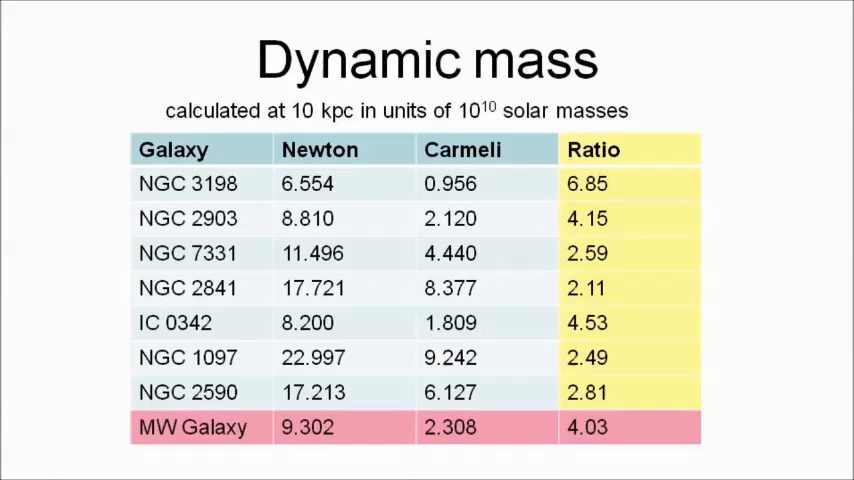 Dynamic mass
calculated at 10 kpc in units of 10¹⁰ solar masses
Galaxy Newton Carmeli Ratio
NGC 3198 6.554 0.956 6.85
NGC 2903 8.810 2.120 4.15
NGC 7331 11.496 4.440 2.59
NGC 2841 17.721 8.377 2.11
IC 0342 8.200 1.809 4.53
NGC 1097 22.997 9.242 2.49
NGC 2590 17.213 6.127 2.81
MW Galaxy 9.302 2.308 4.03